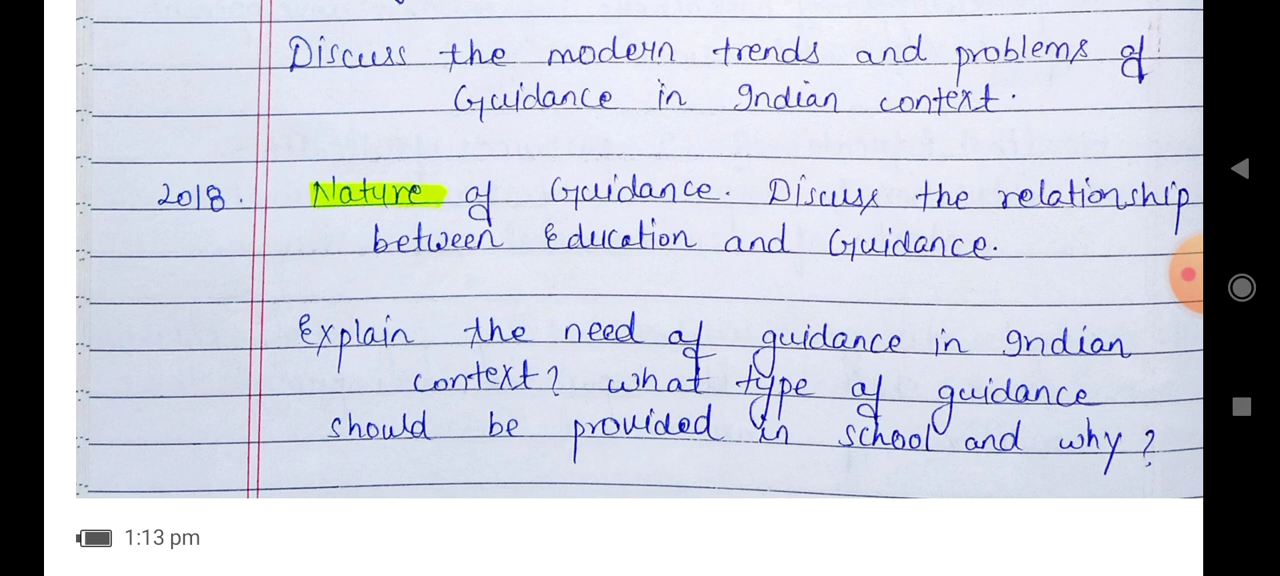 Discuss the modern trends and problems of
Guidance in Indian context.
2018. Nature of Guidance. Discuss the relationship
between Education and Guidance.
Explain the need of guidance in Indian
context? what type of guidance
should be provided in school and why?
1:13 pm